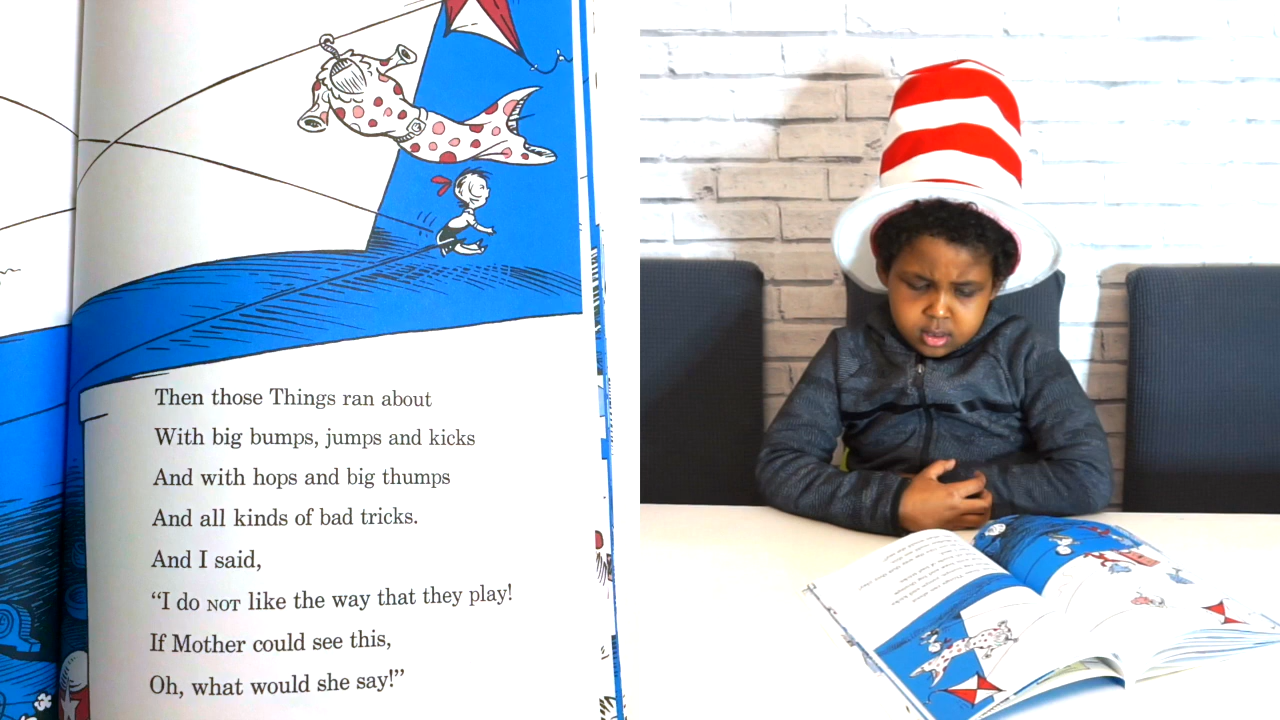 Then those Things ran about
With big bumps, jumps and kicks
And with hops and big thumps
And all kinds of bad tricks.
And I said,
“I do NOT like the way that they play!
If Mother could see this,
Oh, what would she say!”